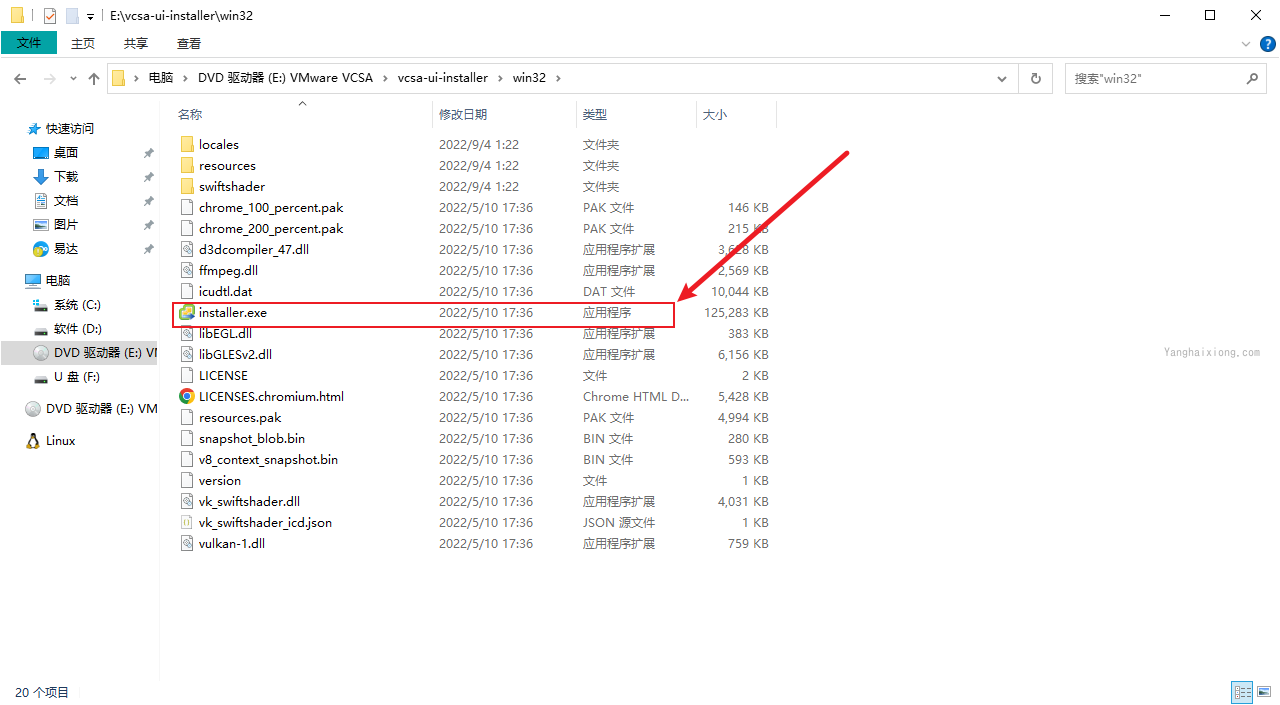 E:\vcsa-ui-installer\win32
文件 主页 共享 查看
电脑 DVD 驱动器 (E:) VMware VCSA vcsa-ui-installer win32 搜索"win32"
名称 修改日期 类型 大小
快速访问
桌面
下载
文档
图片
易达
电脑
系统 (C:)
软件 (D:)
DVD 驱动器 (E:) VM
U 盘 (F:)
DVD 驱动器 (E:) VM
Linux
locales 2022/9/4 1:22 文件夹
resources 2022/9/4 1:22 文件夹
swiftshader 2022/9/4 1:22 文件夹
chrome_100_percent.pak 2022/5/10 17:36 PAK 文件 146 KB
chrome_200_percent.pak 2022/5/10 17:36 PAK 文件 215 KB
d3dcompiler_47.dll 2022/5/10 17:36 应用程序扩展 3,628 KB
ffmpeg.dll 2022/5/10 17:36 应用程序扩展 2,569 KB
icudtl.dat 2022/5/10 17:36 DAT 文件 10,044 KB
installer.exe 2022/5/10 17:36 应用程序 125,283 KB
libEGL.dll 2022/5/10 17:36 应用程序扩展 383 KB
libGLESv2.dll 2022/5/10 17:36 应用程序扩展 6,156 KB
LICENSE 2022/5/10 17:36 文件 2 KB
LICENSES.chromium.html 2022/5/10 17:36 Chrome HTML D... 5,428 KB
resources.pak 2022/5/10 17:36 PAK 文件 4,994 KB
snapshot_blob.bin 2022/5/10 17:36 BIN 文件 280 KB
v8_context_snapshot.bin 2022/5/10 17:36 BIN 文件 593 KB
version 2022/5/10 17:36 文件 1 KB
vk_swiftshader.dll 2022/5/10 17:36 应用程序扩展 4,031 KB
vk_swiftshader_icd.json 2022/5/10 17:36 JSON 源文件 1 KB
vulkan-1.dll 2022/5/10 17:36 应用程序扩展 759 KB
Yanghaixiong.com
20 个项目